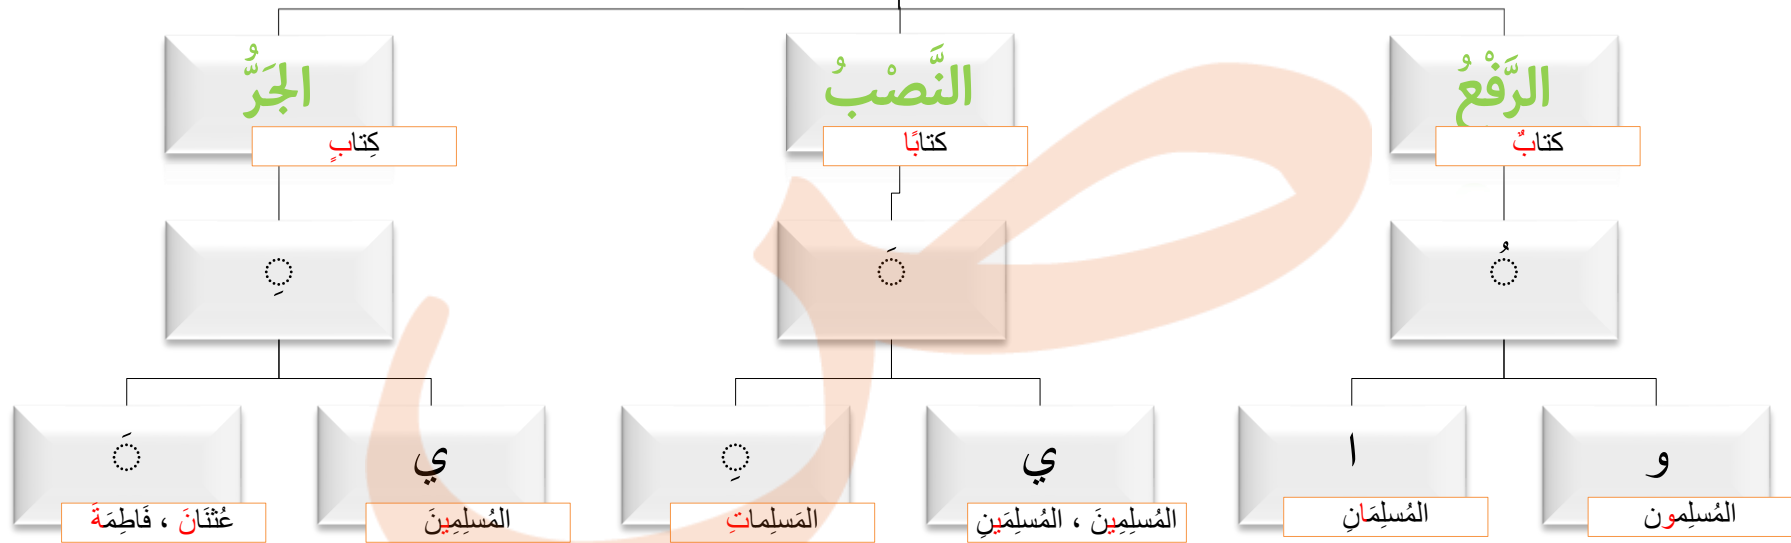 الرَّفْعُ
كتابٌ
النَّصْبُ
كتابًا
الجَرُّ
كِتابٍ
◌ُ
◌َ
◌ِ
و
المُسلِمون
ا
المُسلِمَانِ
ي
المُسلِمِينَ ، المُسلِمَينِ
◌ِ
المَسلِماتِ
ي
المُسلِمِينَ
◌َ
عُثنَانَ ، فَاطِمَةَ